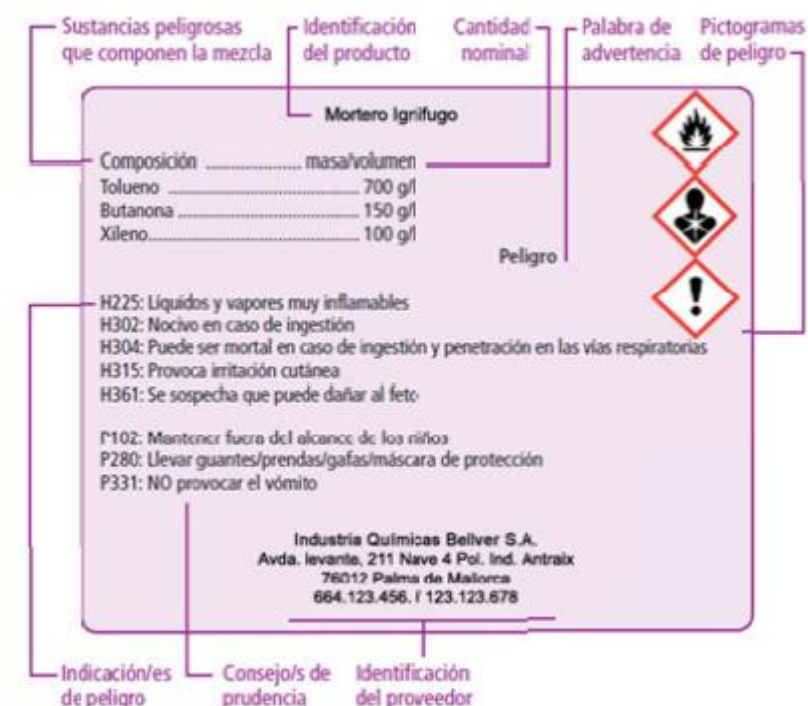 Sustancias peligrosas
que componen la mezcla
Identificación
del producto
Cantidad
nominal
Palabra de
advertencia
Pictogramas
de peligro
Mortero Ignifugo
Composición ..................... masa/volumen
Tolueno .......................................... 700 g/l
Butanona ........................................ 150 g/l
Xileno.............................................. 100 g/l
Peligro
H225: Líquidos y vapores muy inflamables
H302: Nocivo en caso de ingestión
H304: Puede ser mortal en caso de ingestión y penetración en las vías respiratorias
H315: Provoca irritación cutánea
H361: Se sospecha que puede dañar al feto
P102: Mantener fuera del alcance de los niños
P280: Llevar guantes/prendas/gafas/máscara de protección
P331: NO provocar el vómito
Industria Químicas Bellver S.A.
Avda. levante, 211 Nave 4 Pol. Ind. Antraix
76012 Palma de Mallorca
664.123.456. / 123.123.678
Indicación/es
de peligro
Consejo/s de
prudencia
Identificación
del proveedor